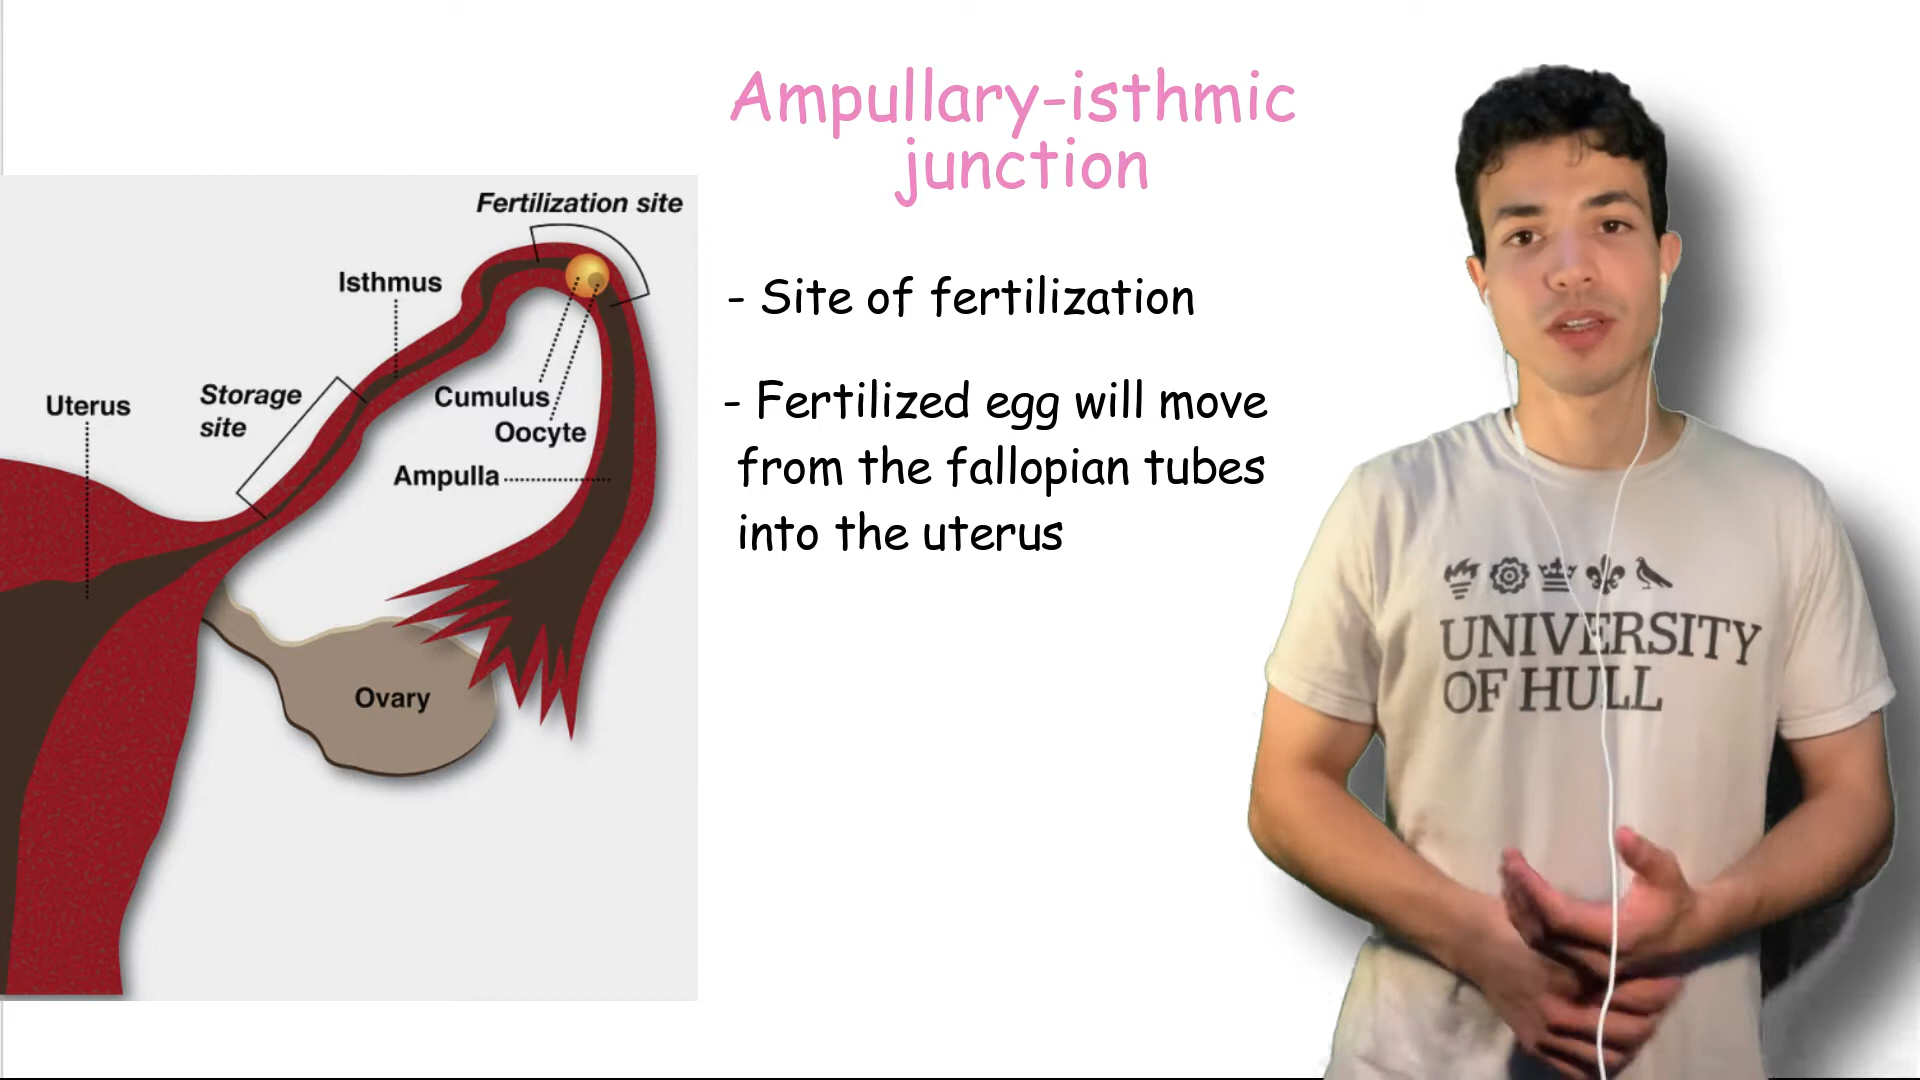 Ampullary-isthmic
junction
Fertilization site
Isthmus
Storage
site
Uterus
Cumulus
Oocyte
Ampulla
Ovary
- Site of fertilization
- Fertilized egg will move
from the fallopian tubes
into the uterus
UNIVERSITY
OF HULL